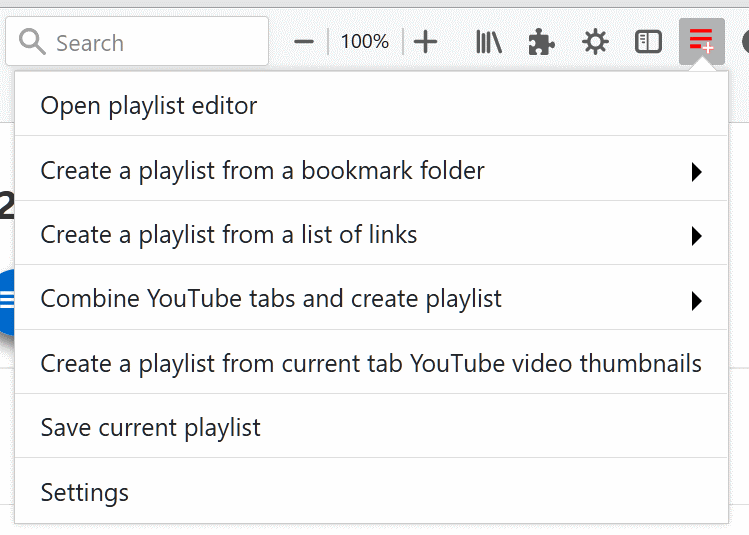 Search
100%
Open playlist editor
2
Create a playlist from a bookmark folder
Create a playlist from a list of links
Combine YouTube tabs and create playlist
Create a playlist from current tab YouTube video thumbnails
Save current playlist
Settings